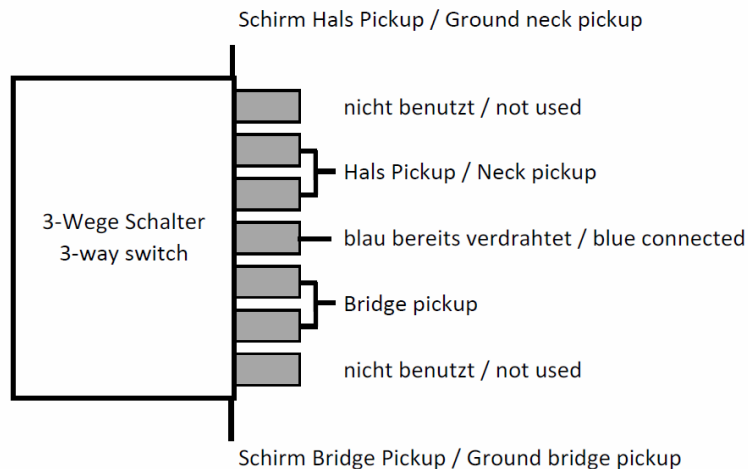 Schirm Hals Pickup / Ground neck pickup
nicht benutzt / not used
Hals Pickup / Neck pickup
3-Wege Schalter
3-way switch
blau bereits verdrahtet / blue connected
Bridge pickup
nicht benutzt / not used
Schirm Bridge Pickup / Ground bridge pickup